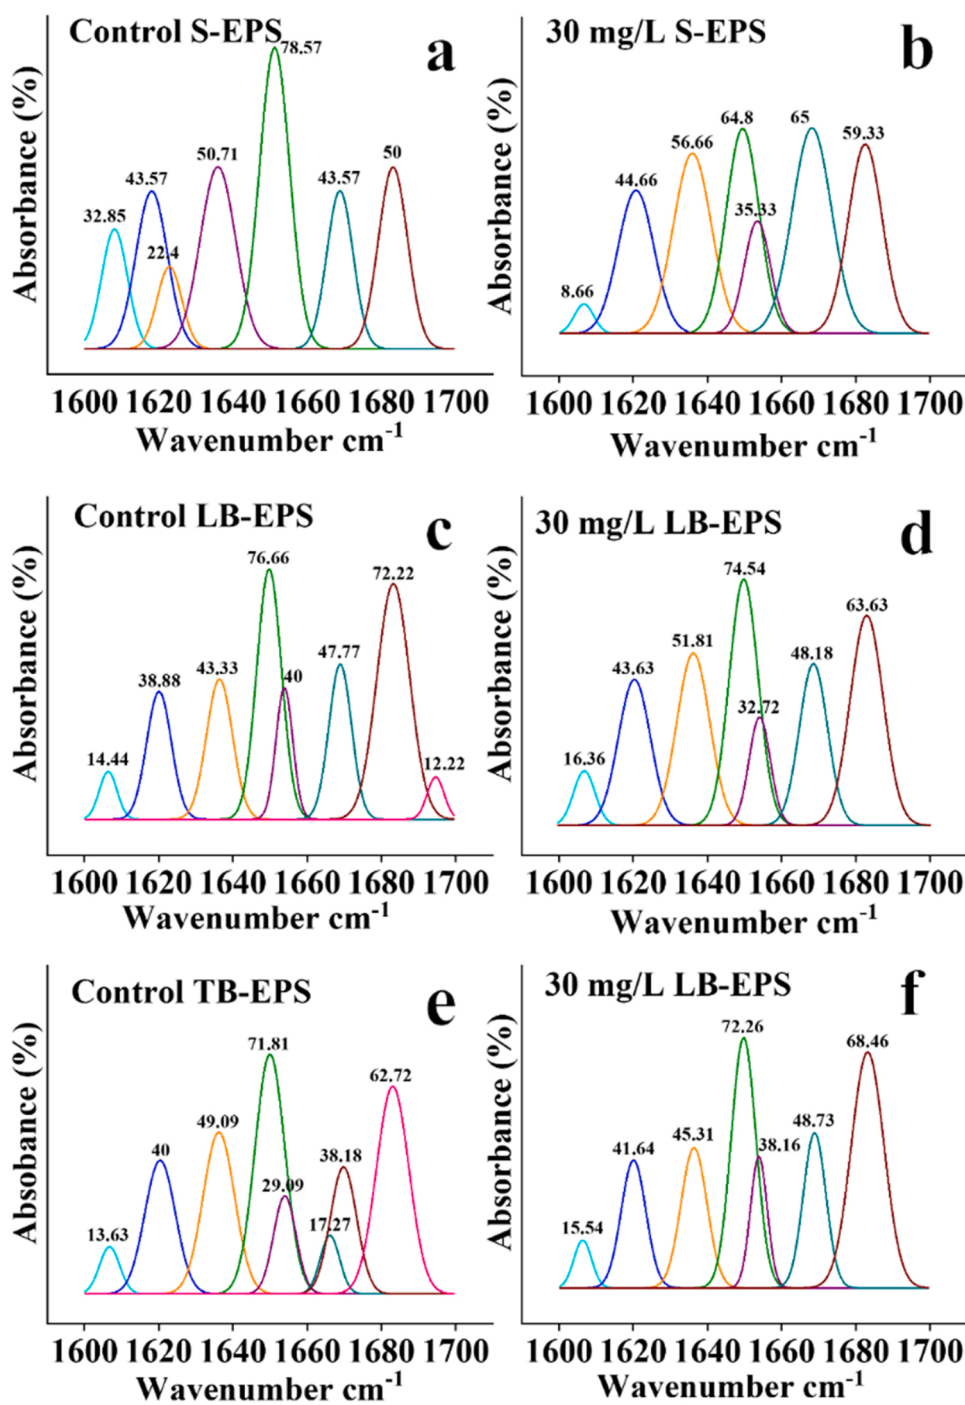 Control S-EPS
a
Absorbance (%)
78.57
50.71
50
43.57
43.57
32.85
22.4
1600 1620 1640 1660 1680 1700
Wavenumber cm-1
30 mg/L S-EPS
b
Absorbance (%)
64.8
65
59.33
56.66
44.66
35.33
8.66
1600 1620 1640 1660 1680 1700
Wavenumber cm-1
Control LB-EPS
c
Absorbance (%)
76.66
72.22
47.77
43.33
38.88
40
14.44
12.22
1600 1620 1640 1660 1680 1700
Wavenumber cm-1
30 mg/L LB-EPS
d
Absorbance (%)
74.54
63.63
51.81
48.18
43.63
32.72
16.36
1600 1620 1640 1660 1680 1700
Wavenumber cm-1
Control TB-EPS
e
Absobance (%)
71.81
62.72
49.09
40
38.18
29.09
17.27
13.63
1600 1620 1640 1660 1680 1700
Wavenumber cm-1
30 mg/L LB-EPS
f
Absorbance (%)
72.26
68.46
48.73
45.31
41.64
38.16
15.54
1600 1620 1640 1660 1680 1700
Wavenumber cm-1